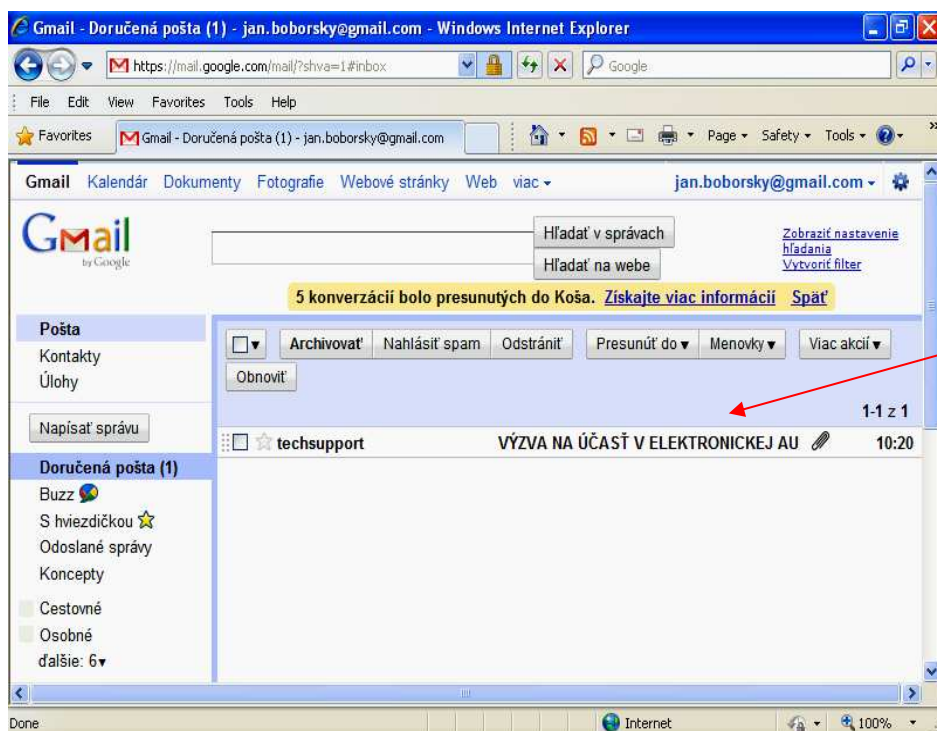 Gmail - Doručená pošta (1) - jan.boborsky@gmail.com - Windows Internet Explorer
https://mail.google.com/mail/?shva=1#inbox Google
File Edit View Favorites Tools Help
Favorites Gmail - Doručená pošta (1) - jan.boborsky@gmail.com Page Safety Tools
Gmail Kalendár Dokumenty Fotografie Webové stránky Web viac jan.boborsky@gmail.com
Gmail by Google
Hľadať v správach
Hľadať na webe
Zobraziť nastavenie
hľadania
Vytvoriť filter
5 konverzácií bolo presunutých do Koša. Získajte viac informácií Späť
Pošta
Kontakty
Úlohy
Napísať správu
Doručená pošta (1)
Buzz
S hviezdičkou
Odoslané správy
Koncepty
Cestovné
Osobné
ďalšie: 6
Archivovať Nahlásiť spam Odstrániť Presunúť do Menovky Viac akcií
Obnoviť
1-1 z 1
techsupport VÝZVA NA ÚČASŤ V ELEKTRONICKEJ AU 10:20
Done Internet 100%